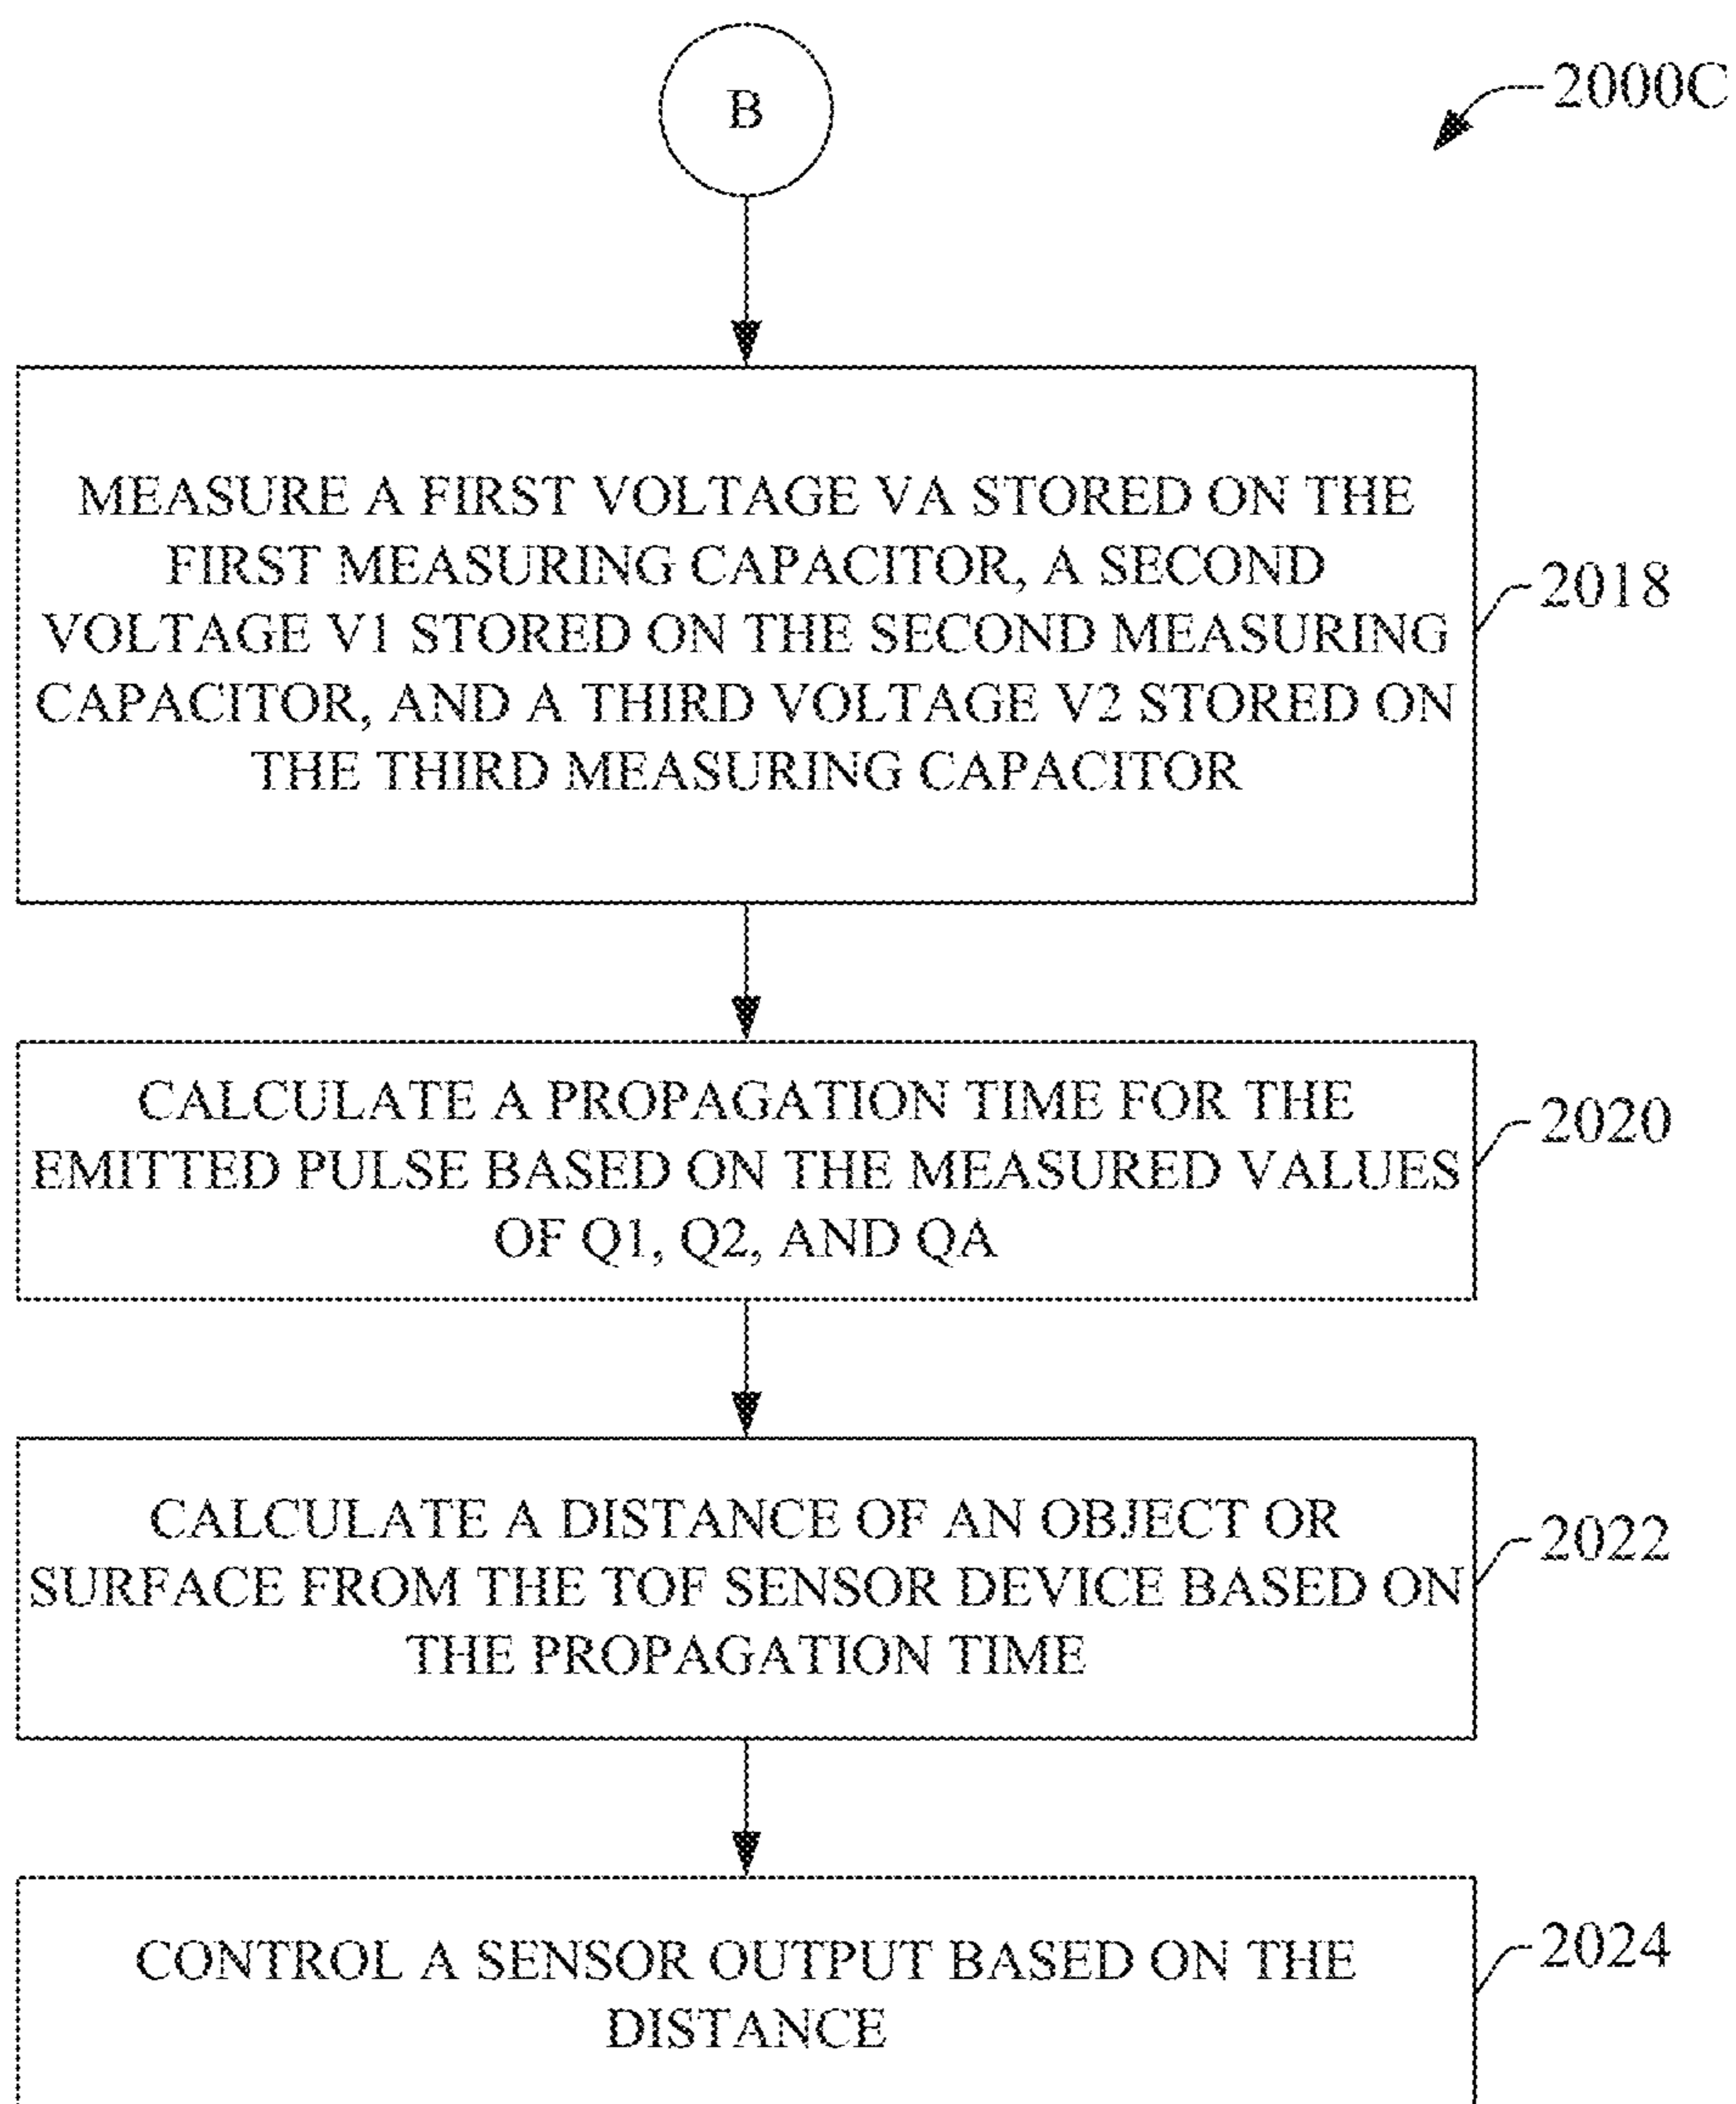 B
2000C
MEASURE A FIRST VOLTAGE VA STORED ON THE
FIRST MEASURING CAPACITOR, A SECOND
VOLTAGE V1 STORED ON THE SECOND MEASURING
CAPACITOR, AND A THIRD VOLTAGE V2 STORED ON
THE THIRD MEASURING CAPACITOR
2018
CALCULATE A PROPAGATION TIME FOR THE
EMITTED PULSE BASED ON THE MEASURED VALUES
OF Q1, Q2, AND QA
2020
CALCULATE A DISTANCE OF AN OBJECT OR
SURFACE FROM THE TOF SENSOR DEVICE BASED ON
THE PROPAGATION TIME
2022
CONTROL A SENSOR OUTPUT BASED ON THE
DISTANCE
2024